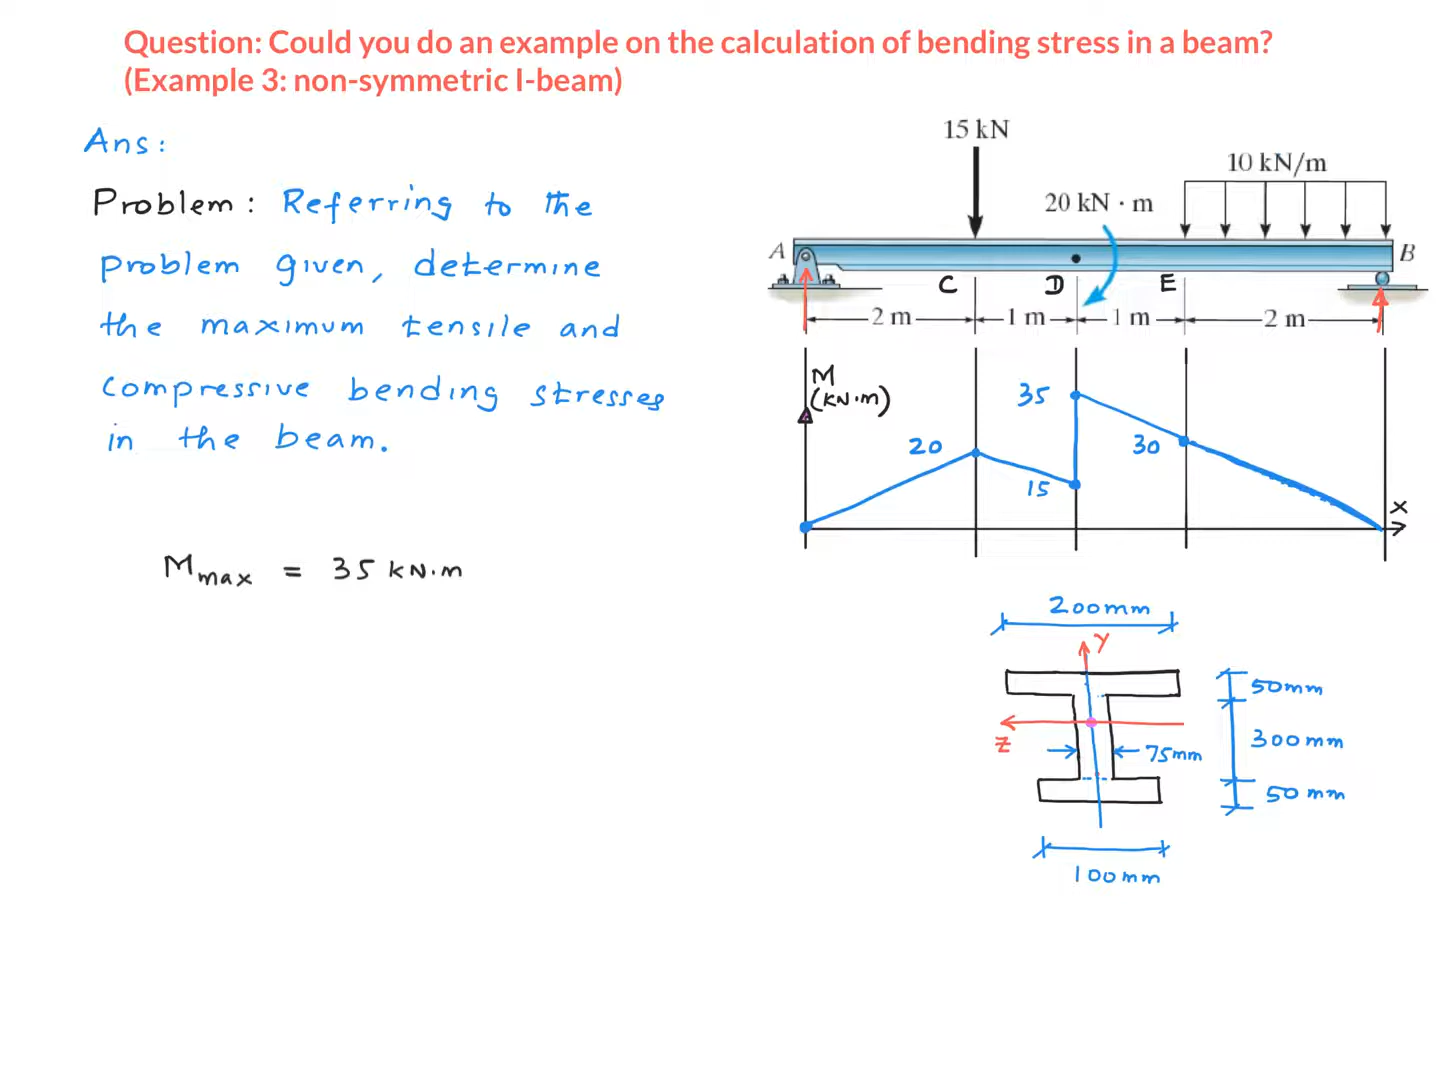 Question: Could you do an example on the calculation of bending stress in a beam?
(Example 3: non-symmetric I-beam)
Ans:
Problem: Referring to the
problem given, determine
the maximum tensile and
compressive bending stresses
in the beam.
Mmax = 35 kN.m
15 kN
10 kN/m
20 kN · m
A
B
C
D
E
2 m
1 m
1 m
2 m
M
(kN.m)
35
20
30
15
x
200mm
Y
50mm
Z
300mm
75mm
50 mm
100mm